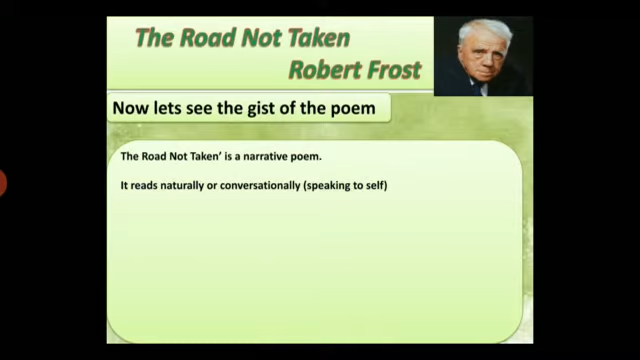 The Road Not Taken
Robert Frost
Now lets see the gist of the poem
The Road Not Taken’ is a narrative poem.
It reads naturally or conversationally (speaking to self)